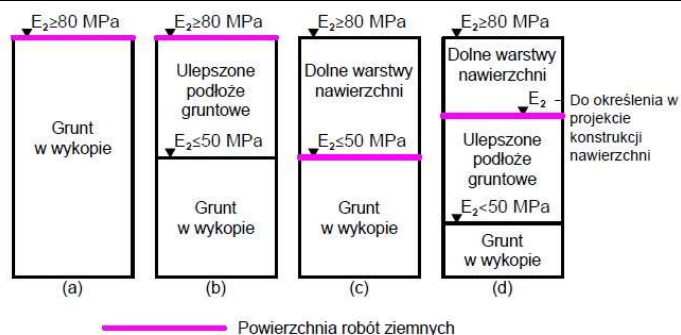 E₂≥80 MPa
Grunt
w wykopie
(a)
E₂≥80 MPa
Ulepszone
podłoże
gruntowe
E₂≤50 MPa
Grunt
w wykopie
(b)
E₂≥80 MPa
Dolne warstwy
nawierzchni
E₂≤50 MPa
Grunt
w wykopie
(c)
E₂≥80 MPa
Dolne warstwy
nawierzchni
E₂ – Do określenia w
projekcie
konstrukcji
nawierzchni
Ulepszone
podłoże
gruntowe
E₂<50 MPa
Grunt
w wykopie
(d)
Powierzchnia robót ziemnych